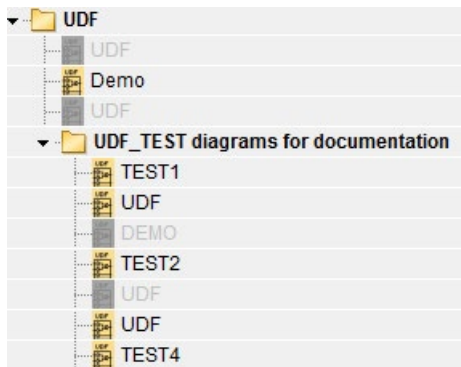 UDF
UDF
Demo
UDF
UDF_TEST diagrams for documentation
TEST1
UDF
DEMO
TEST2
UDF
UDF
TEST4